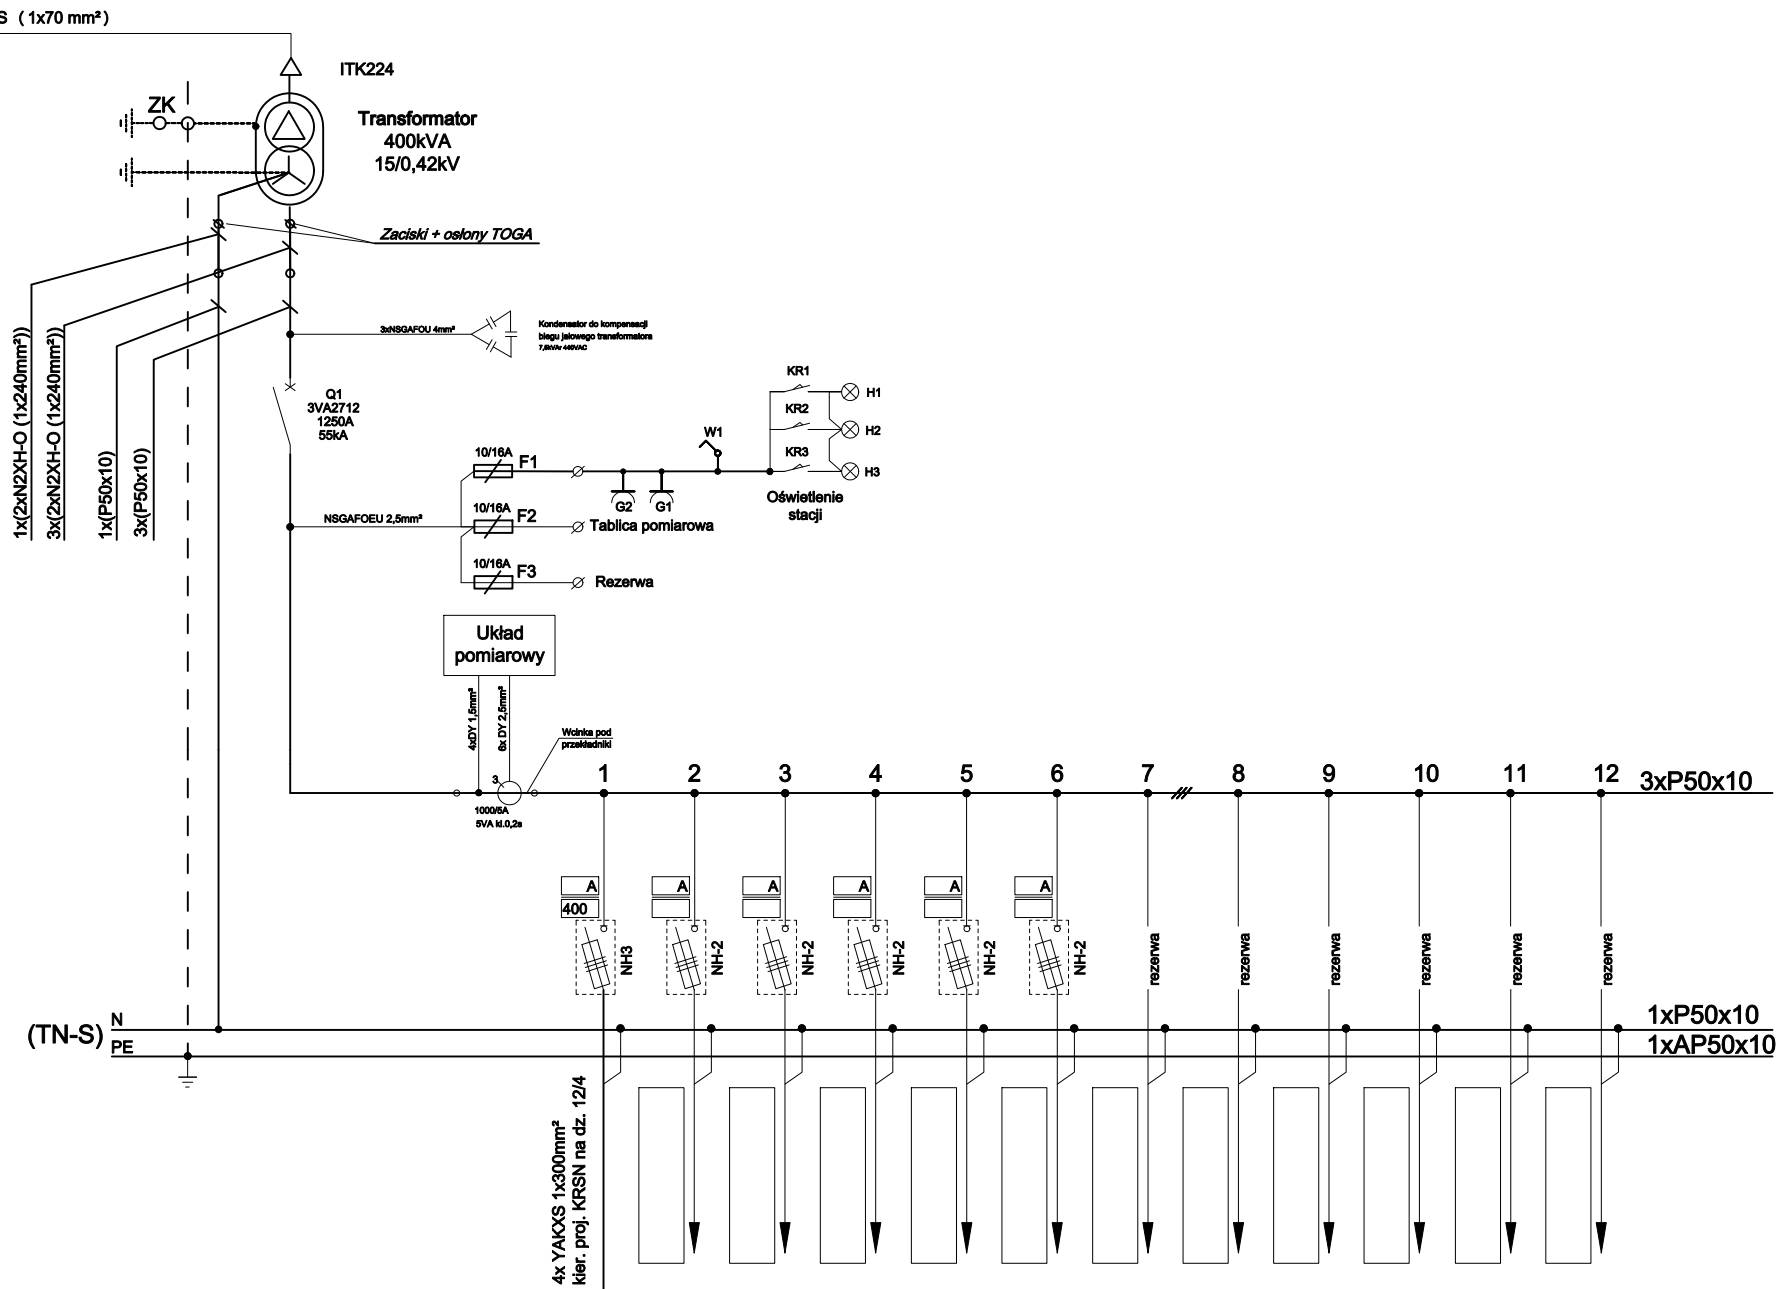 S (1x70 mm²)
ITK224
ZK
Transformator
400kVA
15/0,42kV
Zaciski + osłony TOGA
1x(2xN2XH-O (1x240mm²))
3x(2xN2XH-O (1x240mm²))
1x(P50x10)
3x(P50x10)
3xNSGAFOU 4mm²
Kondensator do kompensacji
biegu jałowego transformatora
Q1
3VA2712
1250A
55kA
KR1
H1
KR2
H2
KR3
H3
W1
10/16A
F1
G2
G1
Oświetlenie
stacji
NSGAFOEU 2,5mm²
10/16A
F2
Tablica pomiarowa
10/16A
F3
Rezerwa
Układ
pomiarowy
4xDY 1,5mm²
6x DY 2,5mm²
Wcinka pod
przekładniki
3
1000/5A
5VA kl.0,2s
1
2
3
4
5
6
7
8
9
10
11
12
3xP50x10
A
400
A
A
A
A
A
NH3
NH-2
NH-2
NH-2
NH-2
NH-2
rezerwa
rezerwa
rezerwa
rezerwa
rezerwa
rezerwa
(TN-S)
N
PE
1xP50x10
1xAP50x10
4x YAKXS 1x300mm²
kier. proj. KRSN na dz. 12/4